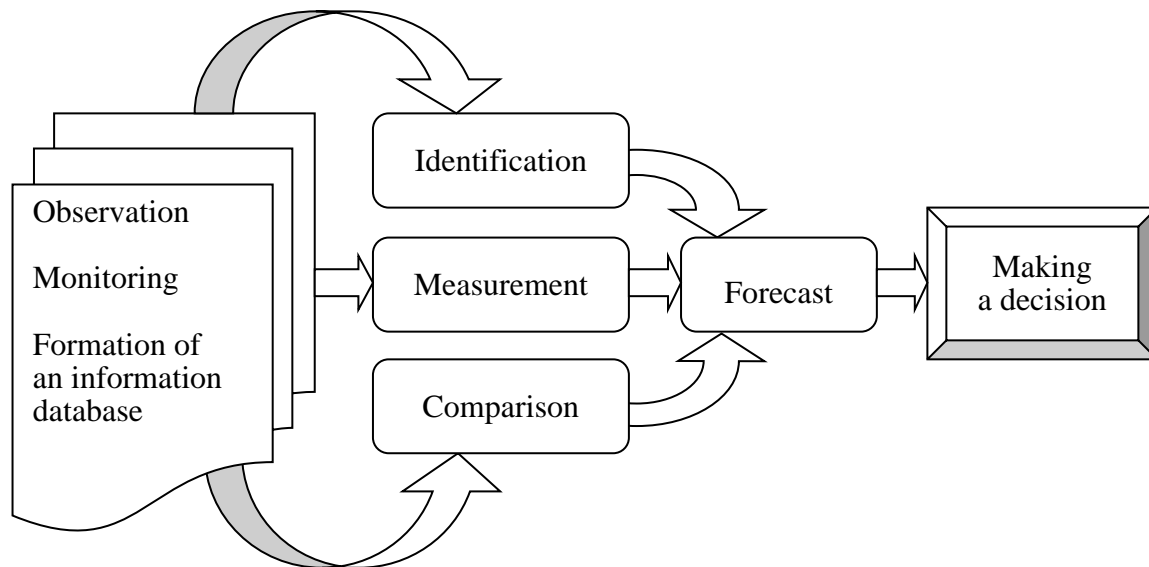 Observation
Monitoring
Formation of
an information
database
Identification
Measurement
Comparison
Forecast
Making
a decision